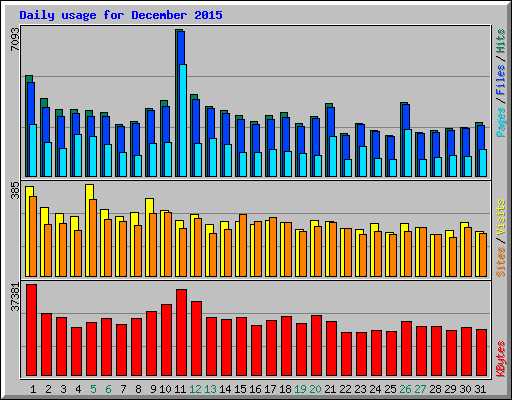 Daily usage for December 2015
7093
Pages / Files / Hits
385
Sites / Visits
37381
KBytes
1 2 3 4 5 6 7 8 9 10 11 12 13 14 15 16 17 18 19 20 21 22 23 24 25 26 27 28 29 30 31